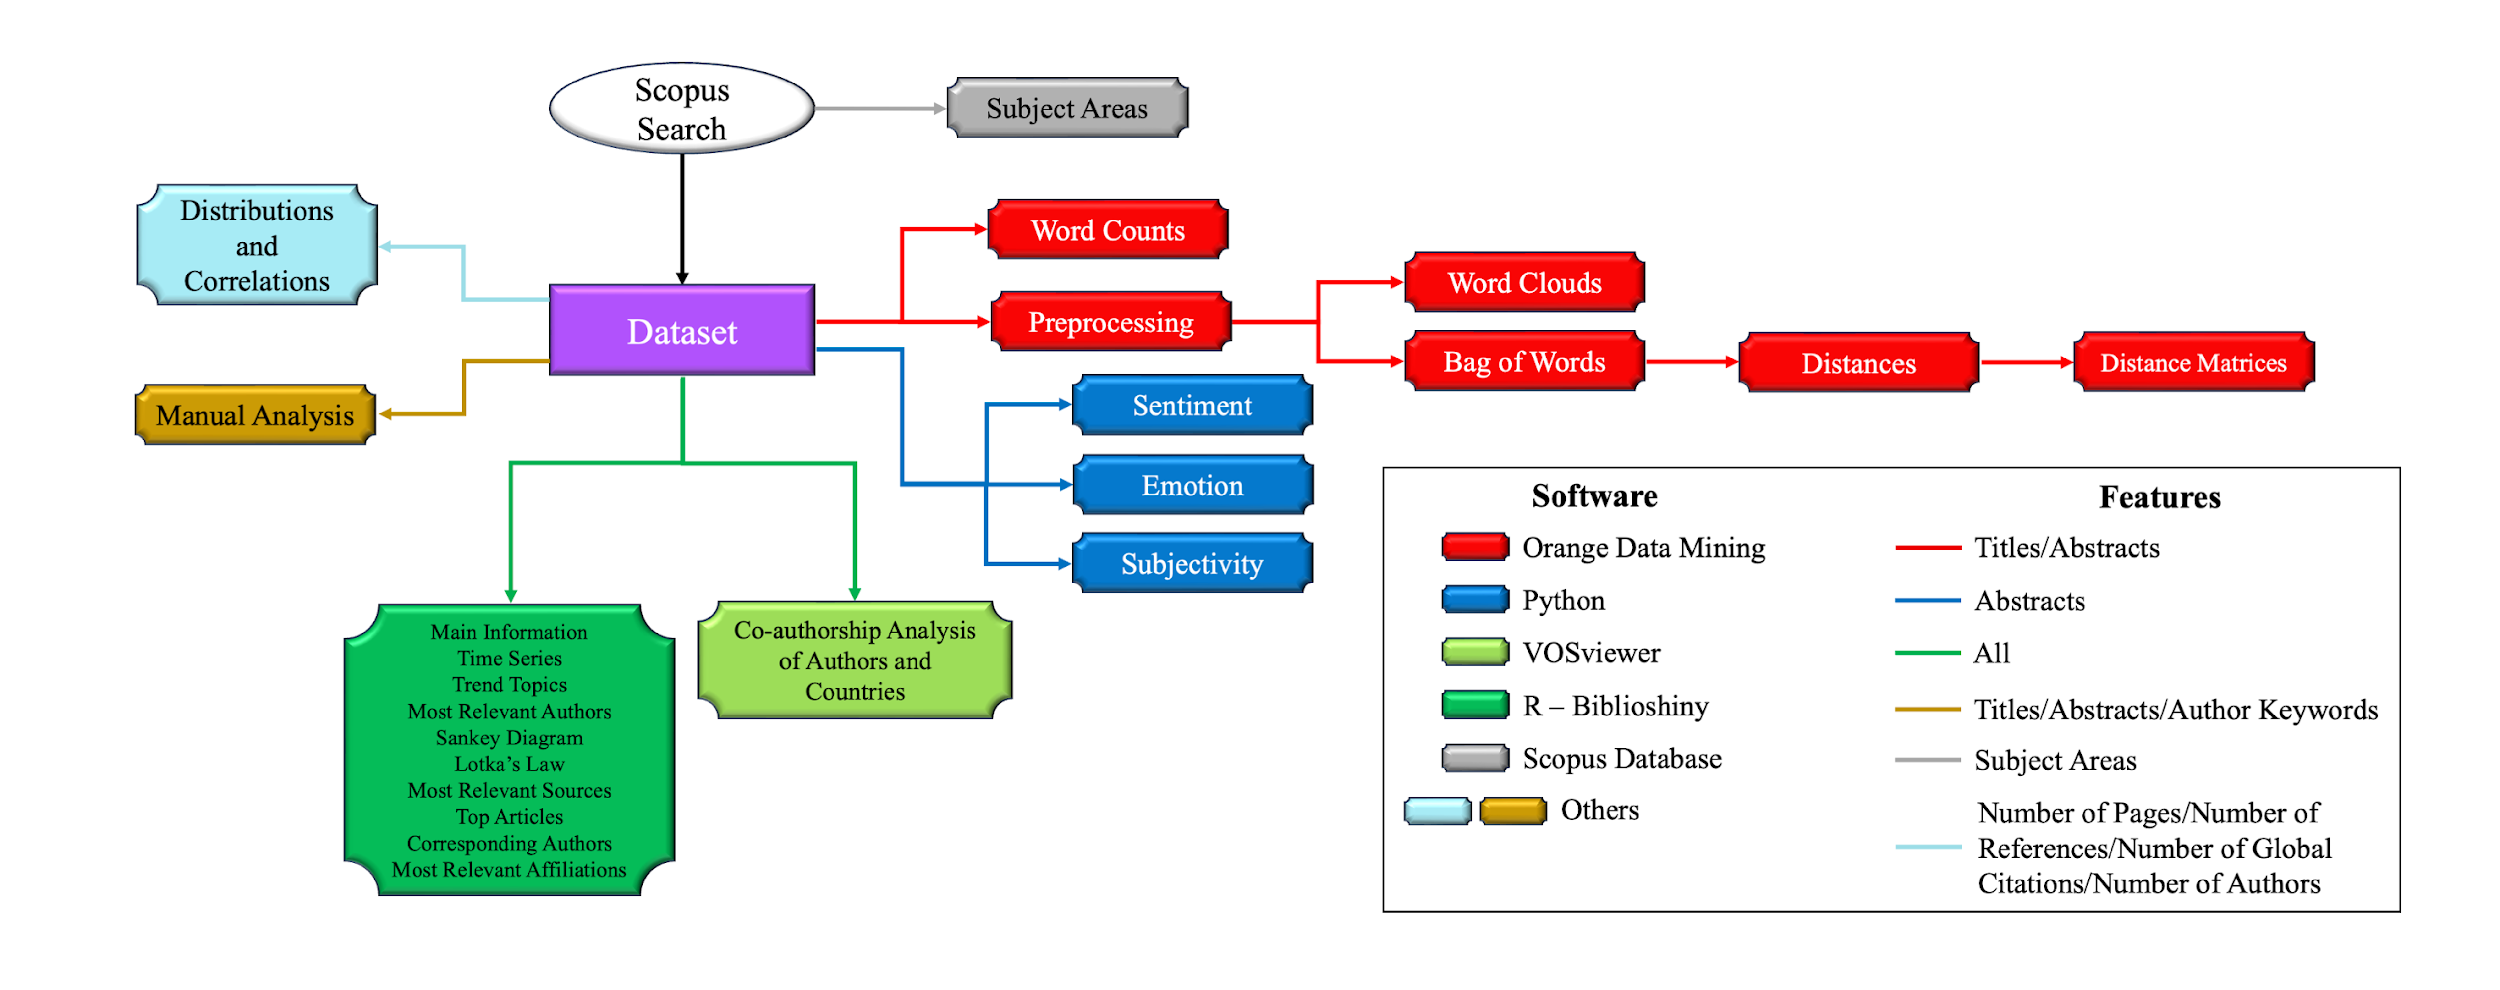 Scopus
Search
Subject Areas
Distributions
and
Correlations
Word Counts
Word Clouds
Dataset
Preprocessing
Bag of Words
Distances
Distance Matrices
Manual Analysis
Sentiment
Emotion
Subjectivity
Main Information
Time Series
Trend Topics
Most Relevant Authors
Sankey Diagram
Lotka’s Law
Most Relevant Sources
Top Articles
Corresponding Authors
Most Relevant Affiliations
Co-authorship Analysis
of Authors and
Countries
Software
Orange Data Mining
Python
VOSviewer
R – Biblioshiny
Scopus Database
Others
Features
Titles/Abstracts
Abstracts
All
Titles/Abstracts/Author Keywords
Subject Areas
Number of Pages/Number of
References/Number of Global
Citations/Number of Authors